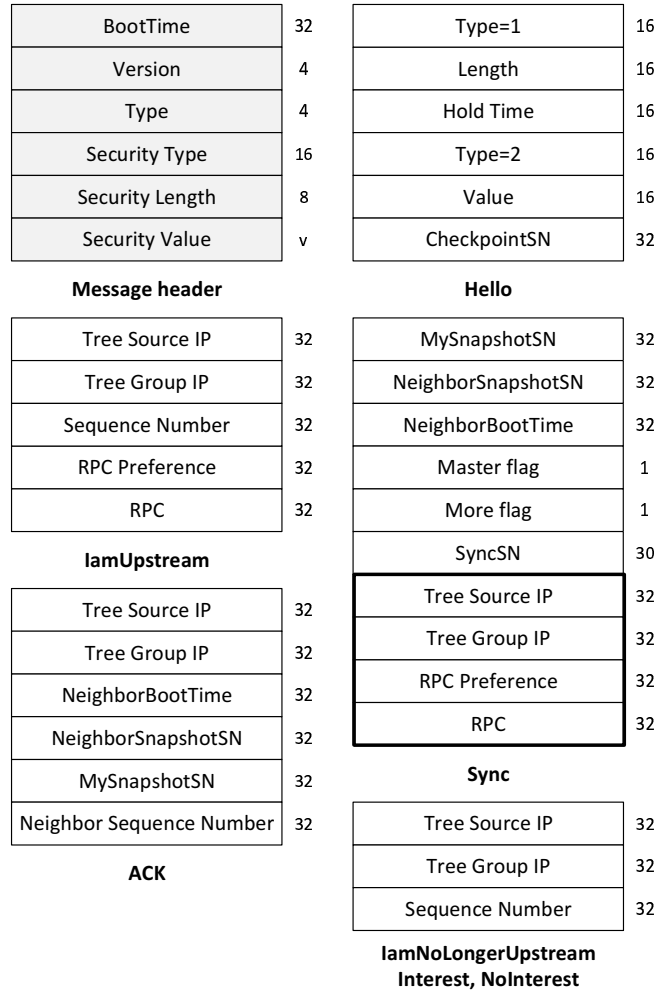 BootTime 32
Version 4
Type 4
Security Type 16
Security Length 8
Security Value v
Message header
Tree Source IP 32
Tree Group IP 32
Sequence Number 32
RPC Preference 32
RPC 32
IamUpstream
Tree Source IP 32
Tree Group IP 32
NeighborBootTime 32
NeighborSnapshotSN 32
MySnapshotSN 32
Neighbor Sequence Number 32
ACK
Type=1 16
Length 16
Hold Time 16
Type=2 16
Value 16
CheckpointSN 32
Hello
MySnapshotSN 32
NeighborSnapshotSN 32
NeighborBootTime 32
Master flag 1
More flag 1
SyncSN 30
Tree Source IP 32
Tree Group IP 32
RPC Preference 32
RPC 32
Sync
Tree Source IP 32
Tree Group IP 32
Sequence Number 32
IamNoLongerUpstream
Interest, NoInterest